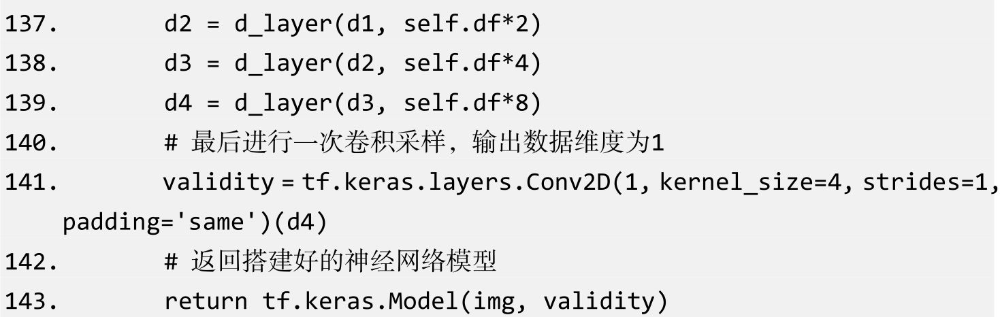 137.        d2 = d_layer(d1, self.df*2)
138.        d3 = d_layer(d2, self.df*4)
139.        d4 = d_layer(d3, self.df*8)
140.        # 最后进行一次卷积采样，输出数据维度为1
141.        validity = tf.keras.layers.Conv2D(1, kernel_size=4, strides=1,
padding='same')(d4)
142.        # 返回搭建好的神经网络模型
143.        return tf.keras.Model(img, validity)